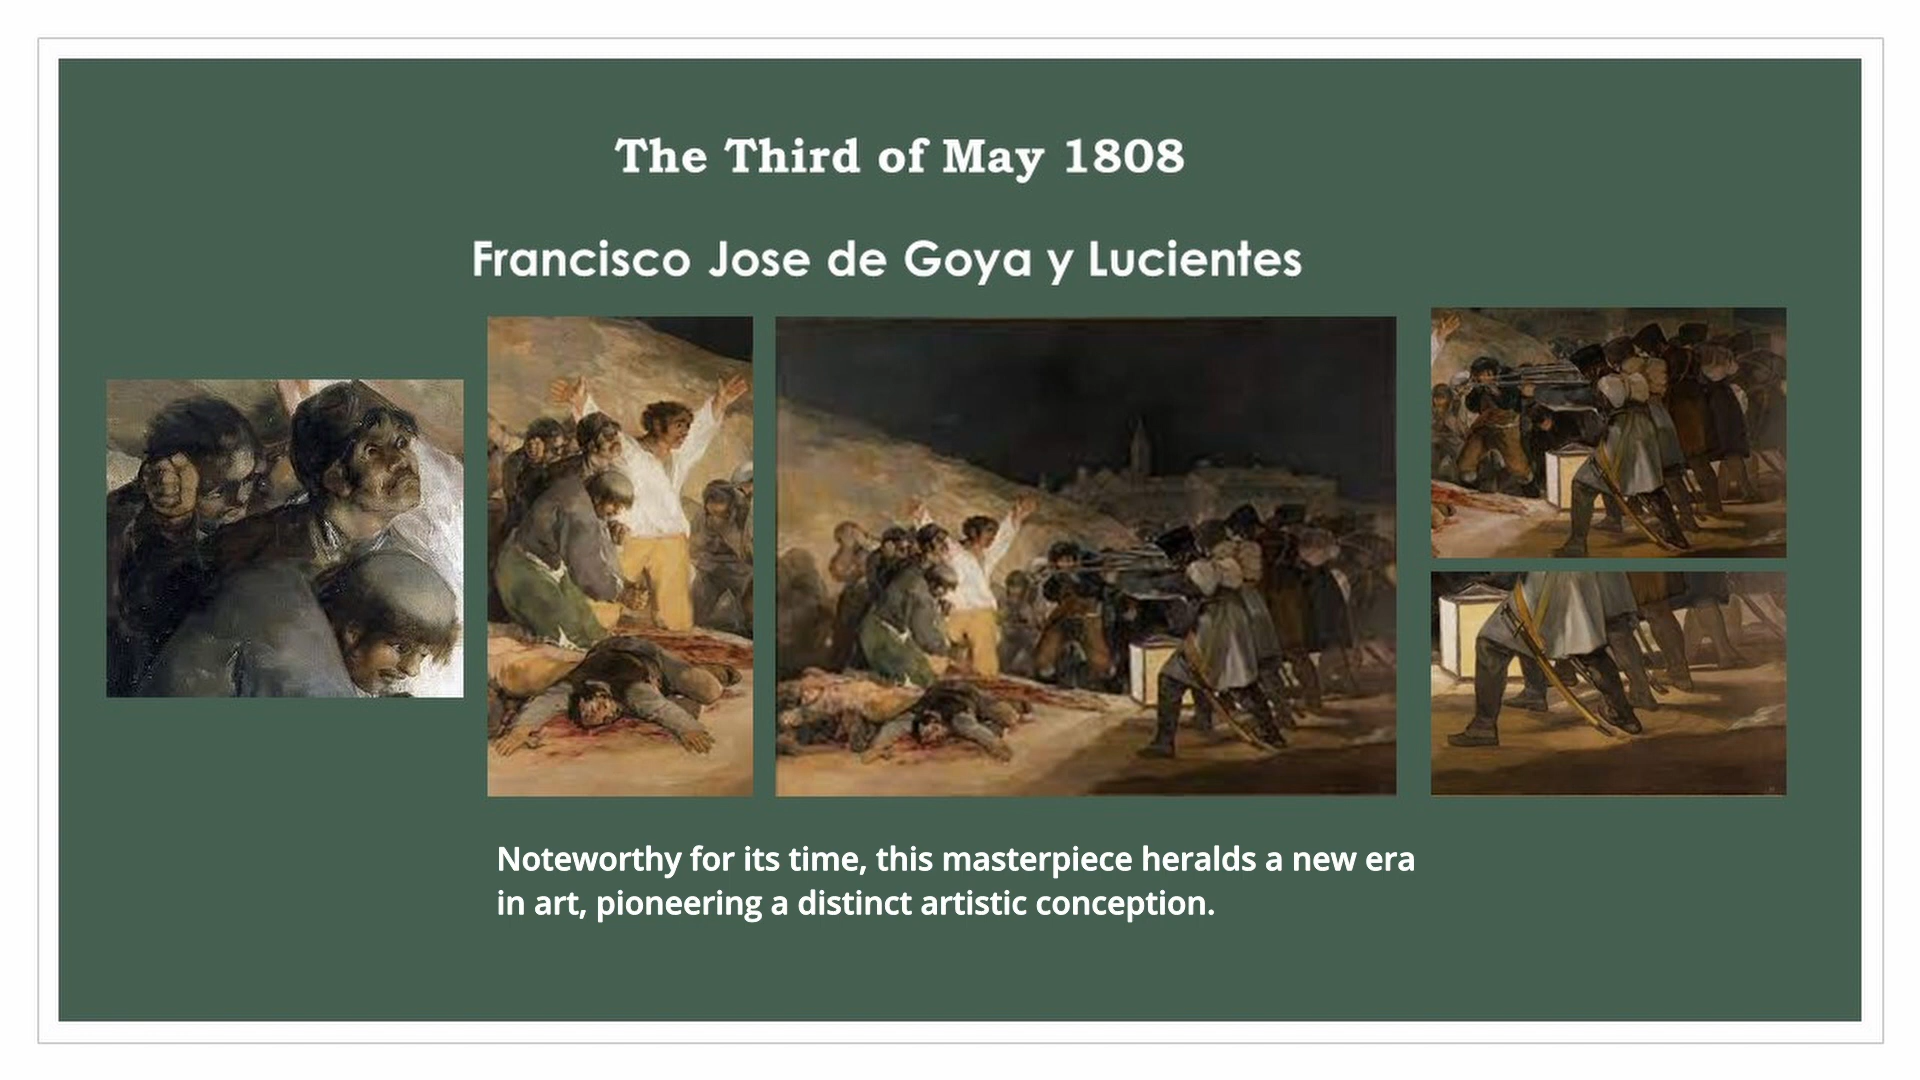 The Third of May 1808
Francisco Jose de Goya y Lucientes
Noteworthy for its time, this masterpiece heralds a new era
in art, pioneering a distinct artistic conception.